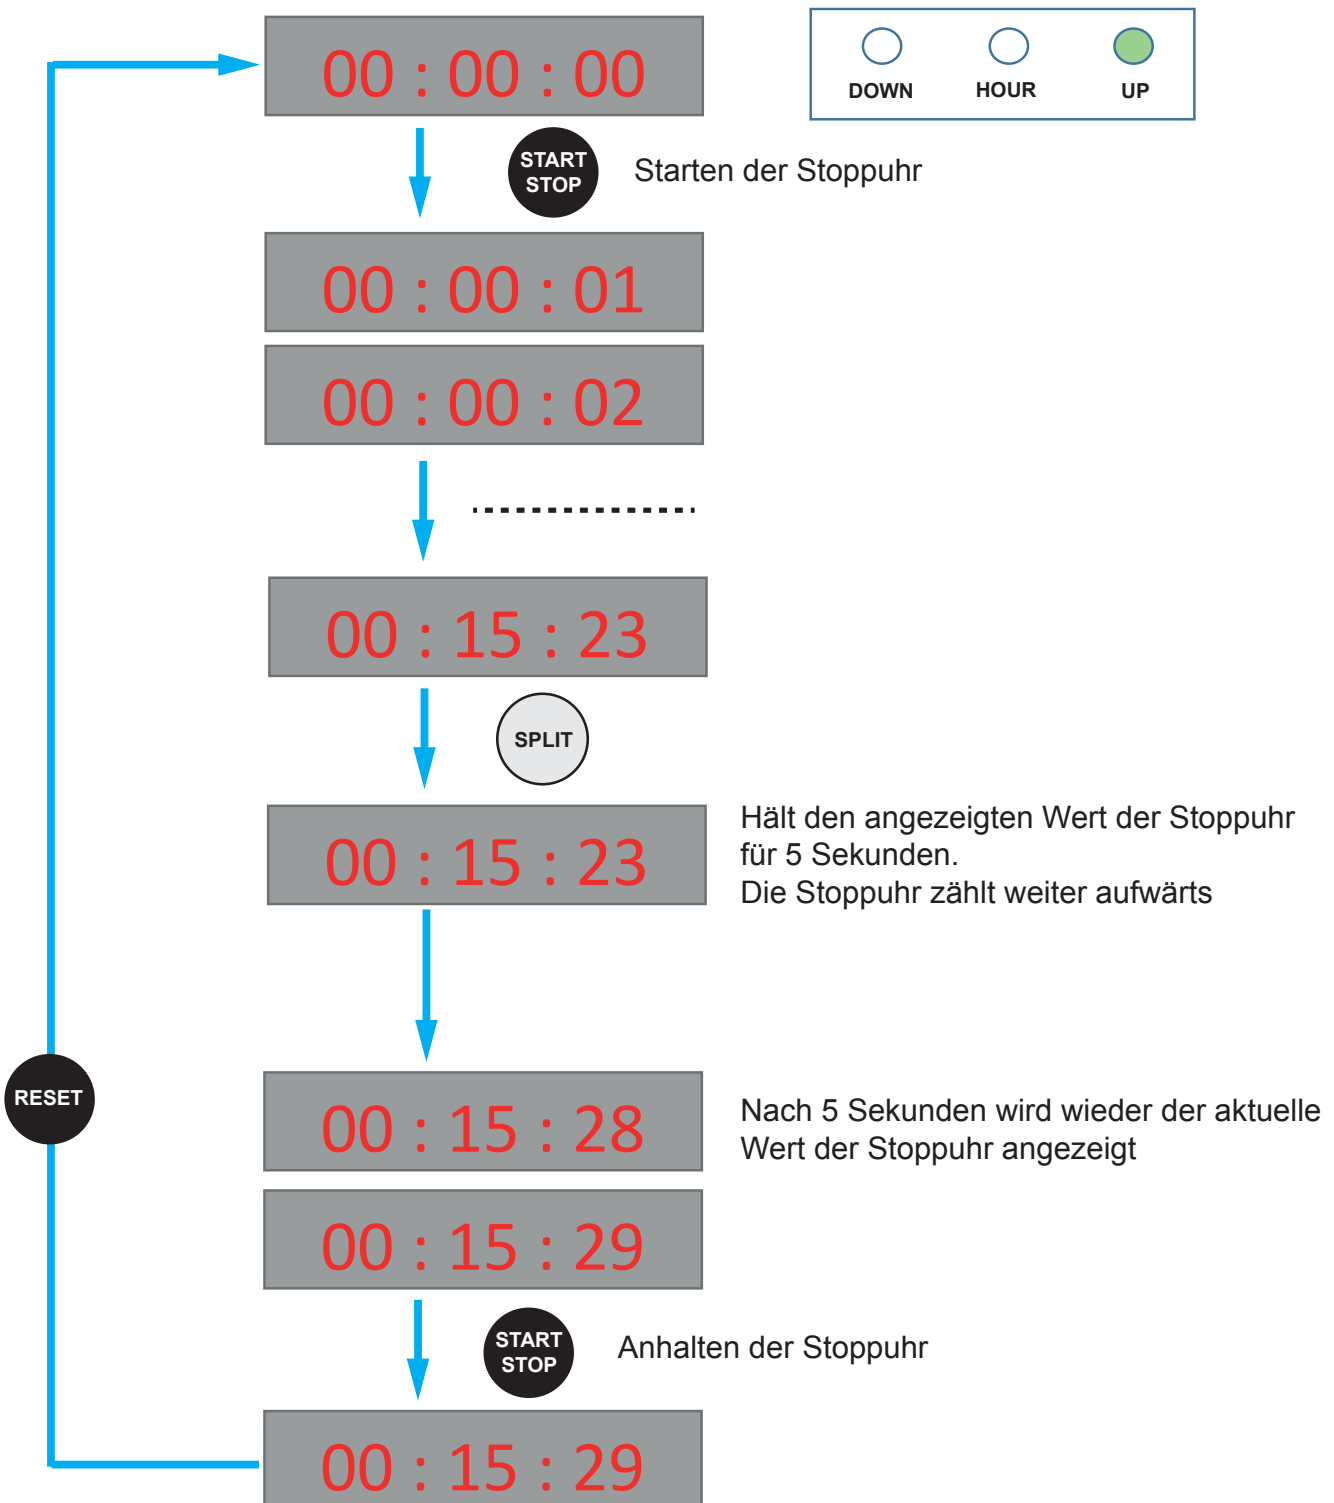 00 : 00 : 00
DOWN HOUR UP
START
STOP
Starten der Stoppuhr
00 : 00 : 01
00 : 00 : 02
00 : 15 : 23
SPLIT
00 : 15 : 23
Hält den angezeigten Wert der Stoppuhr
für 5 Sekunden.
Die Stoppuhr zählt weiter aufwärts
RESET
00 : 15 : 28
Nach 5 Sekunden wird wieder der aktuelle
Wert der Stoppuhr angezeigt
00 : 15 : 29
START
STOP
Anhalten der Stoppuhr
00 : 15 : 29